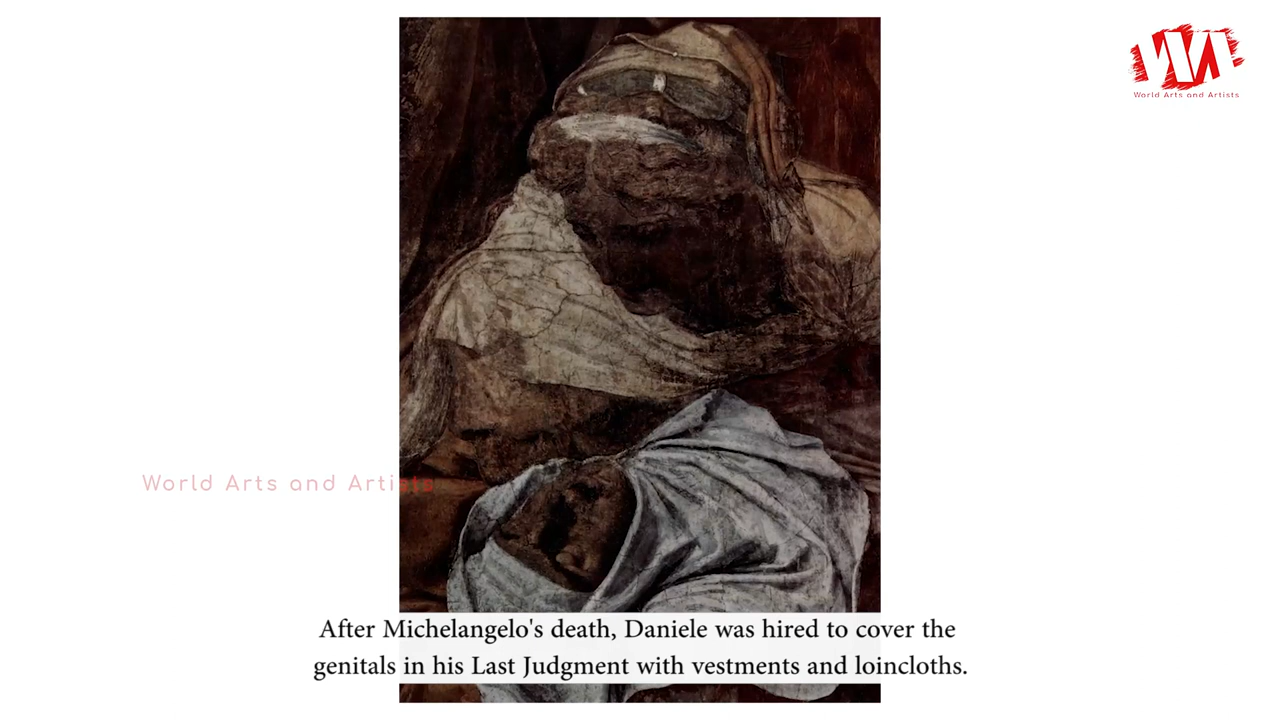 World Arts and Artists
World Arts and Artists
After Michelangelo's death, Daniele was hired to cover the
genitals in his Last Judgment with vestments and loincloths.